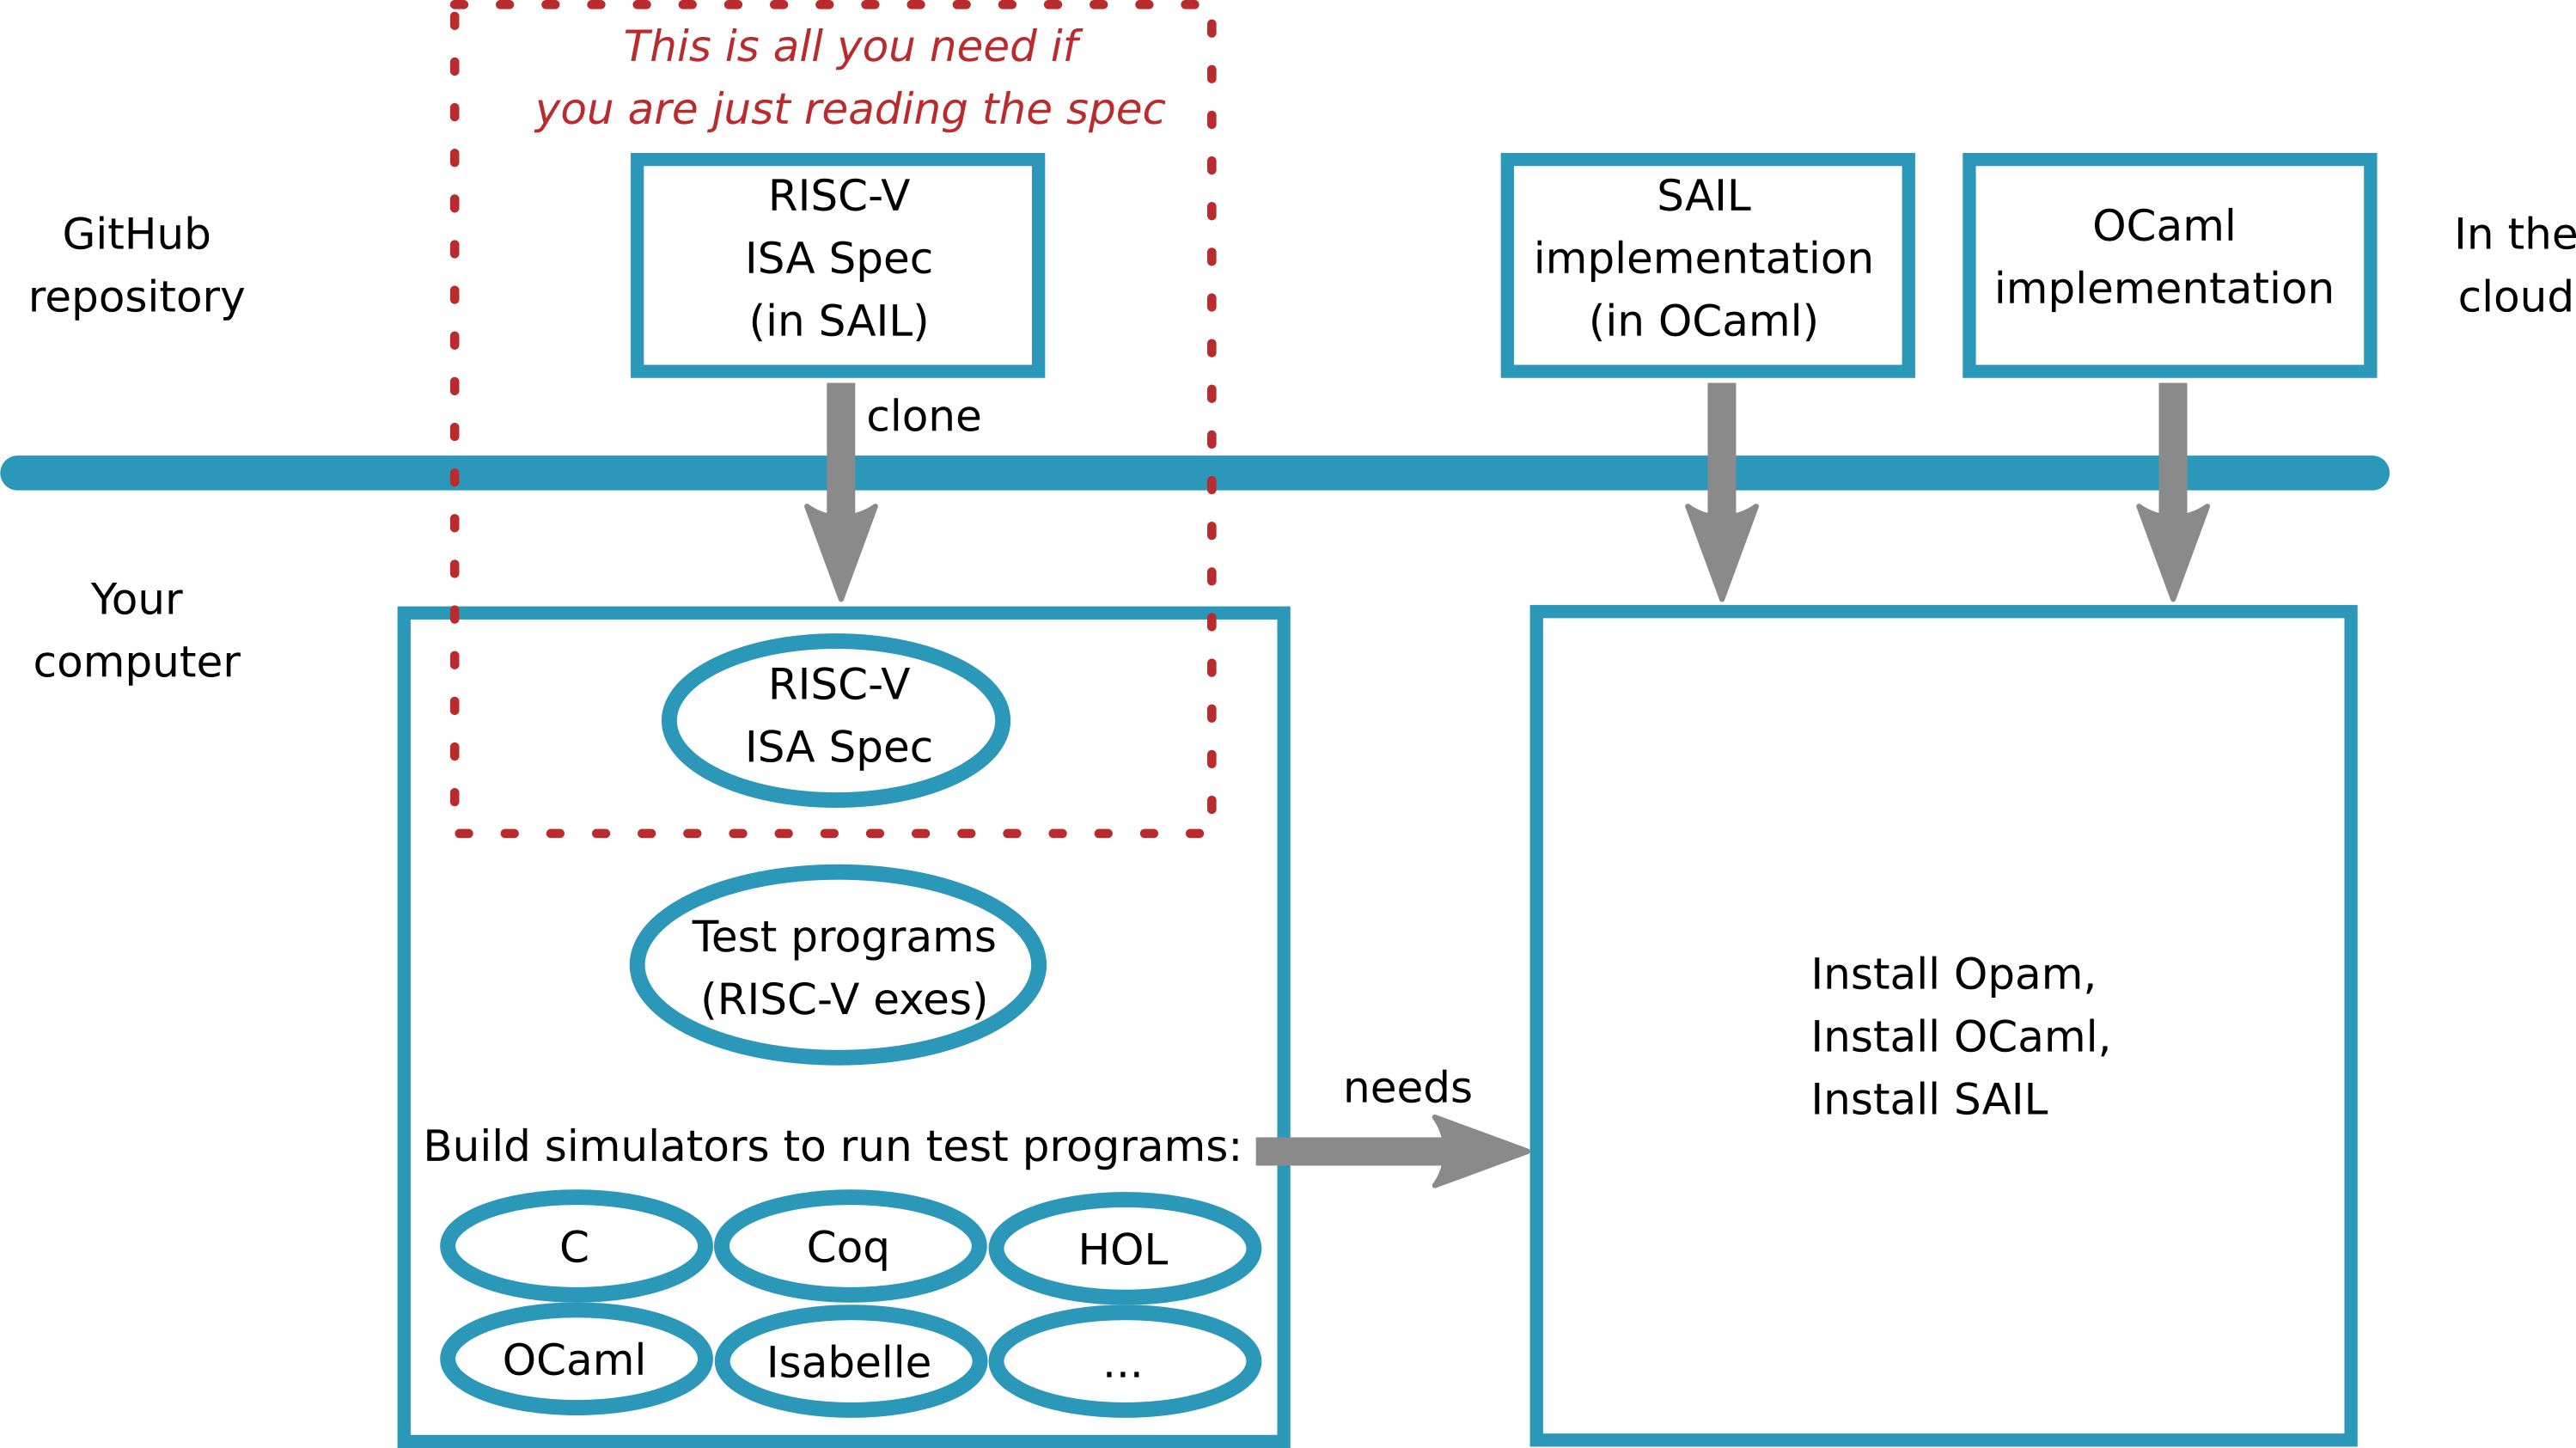 This is all you need if
you are just reading the spec
GitHub
repository
RISC-V
ISA Spec
(in SAIL)
SAIL
implementation
(in OCaml)
OCaml
implementation
In the
cloud
clone
Your
computer
RISC-V
ISA Spec
Test programs
(RISC-V exes)
Build simulators to run test programs:
needs
C
Coq
HOL
OCaml
Isabelle
...
Install Opam,
Install OCaml,
Install SAIL